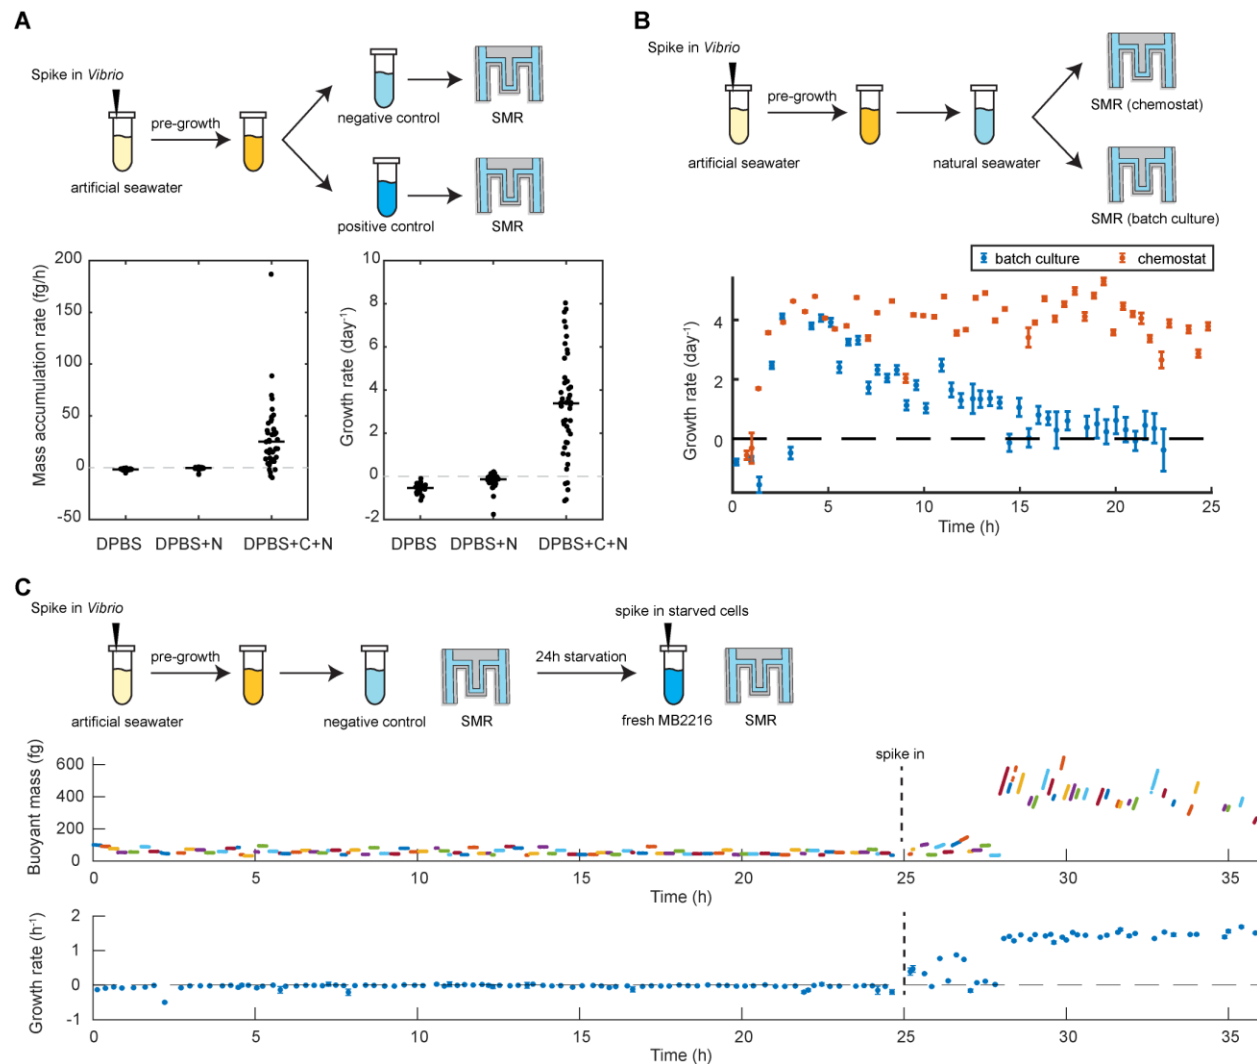 A
Spike in Vibrio
pre-growth
artificial seawater
negative control
SMR
positive control
SMR
Mass accumulation rate (fg/h)
200
150
100
50
0
-50
DPBS DPBS+N DPBS+C+N
Growth rate (day-1)
10
8
6
4
2
0
-2
DPBS DPBS+N DPBS+C+N
B
Spike in Vibrio
pre-growth
artificial seawater
natural seawater
SMR (chemostat)
SMR (batch culture)
batch culture chemostat
Growth rate (day-1)
4
2
0
0 5 10 15 20 25
Time (h)
C
Spike in Vibrio
pre-growth
artificial seawater
negative control
SMR
24h starvation
spike in starved cells
fresh MB2216
SMR
Buoyant mass (fg)
600
400
200
0
spike in
0 5 10 15 20 25 30 35
Time (h)
Growth rate (h-1)
2
1
0
-1
0 5 10 15 20 25 30 35
Time (h)